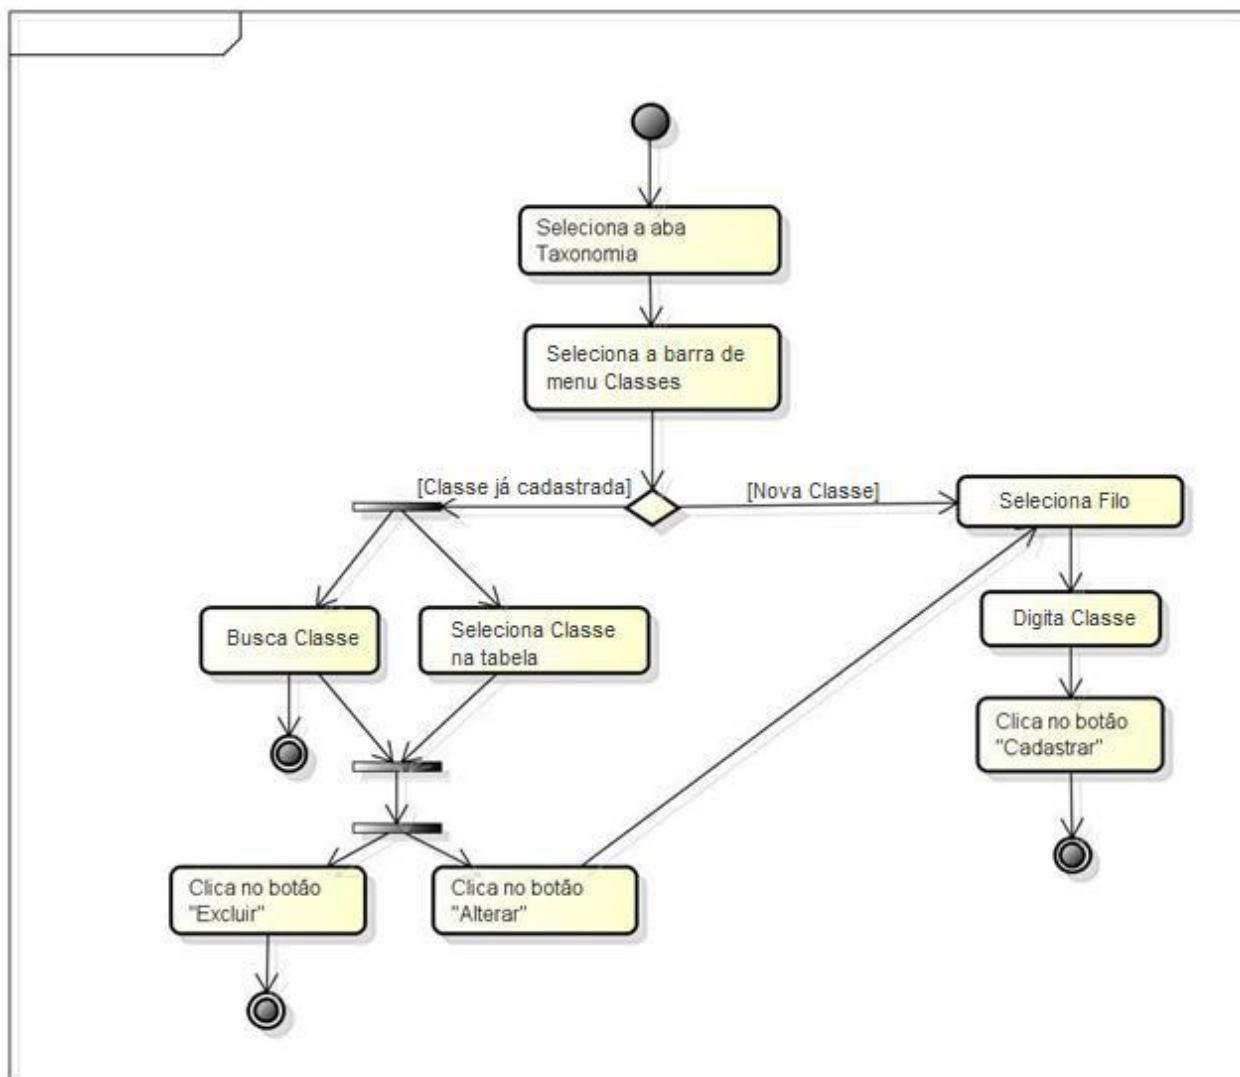 Seleciona a aba
Taxonomia
Seleciona a barra de
menu Classes
[Classe já cadastrada]
[Nova Classe]
Seleciona Filo
Busca Classe
Seleciona Classe
na tabela
Digita Classe
Clica no botão
"Cadastrar"
Clica no botão
"Excluir"
Clica no botão
"Alterar"